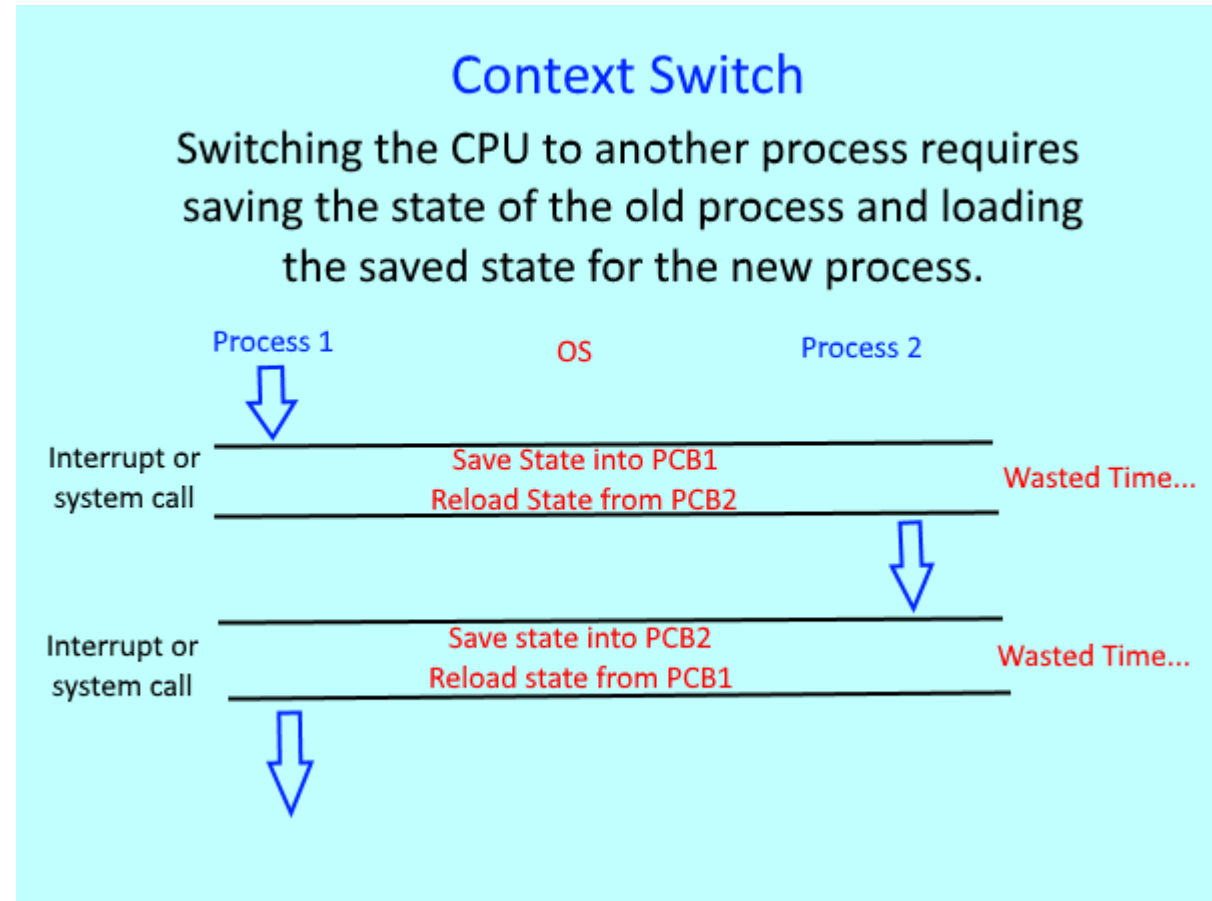 Context Switch
Switching the CPU to another process requires
saving the state of the old process and loading
the saved state for the new process.
Process 1
OS
Process 2
Interrupt or
system call
Save State into PCB1
Reload State from PCB2
Wasted Time...
Interrupt or
system call
Save state into PCB2
Reload state from PCB1
Wasted Time...